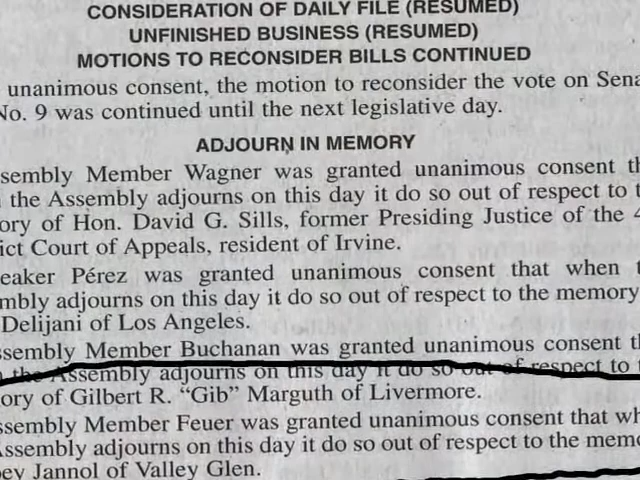 CONSIDERATION OF DAILY FILE (RESUMED)
UNFINISHED BUSINESS (RESUMED)
MOTIONS TO RECONSIDER BILLS CONTINUED
unanimous consent, the motion to reconsider the vote on Sena
No. 9 was continued until the next legislative day.
ADJOURN IN MEMORY
ssembly Member Wagner was granted unanimous consent th
the Assembly adjourns on this day it do so out of respect to t
ory of Hon. David G. Sills, former Presiding Justice of the 4
ict Court of Appeals, resident of Irvine.
eaker Pérez was granted unanimous consent that when t
mbly adjourns on this day it do so out of respect to the memory
Delijani of Los Angeles.
ssembly Member Buchanan was granted unanimous consent th
the Assembly adjourns on this day it do so out of respect to t
ory of Gilbert R. “Gib” Marguth of Livermore.
ssembly Member Feuer was granted unanimous consent that wh
Assembly adjourns on this day it do so out of respect to the memo
ey Jannol of Valley Glen.